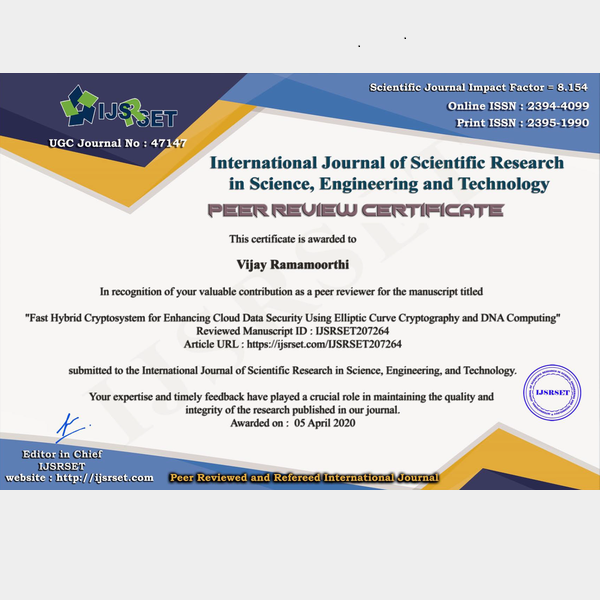 IJSRSET
UGC Journal No : 47147
Scientific Journal Impact Factor = 8.154
Online ISSN : 2394-4099
Print ISSN : 2395-1990
International Journal of Scientific Research
in Science, Engineering and Technology
PEER REVIEW CERTIFICATE
This certificate is awarded to
Vijay Ramamoorthi
In recognition of your valuable contribution as a peer reviewer for the manuscript titled
"Fast Hybrid Cryptosystem for Enhancing Cloud Data Security Using Elliptic Curve Cryptography and DNA Computing"
Reviewed Manuscript ID : IJSRSET207264
Article URL : https://ijsrset.com/IJSRSET207264
submitted to the International Journal of Scientific Research in Science, Engineering, and Technology.
Your expertise and timely feedback have played a crucial role in maintaining the quality and
integrity of the research published in our journal.
Awarded on : 05 April 2020
IJSRSET
Editor in Chief
IJSRSET
website : http://ijsrset.com
Peer Reviewed and Refereed International Journal
IJSRSET